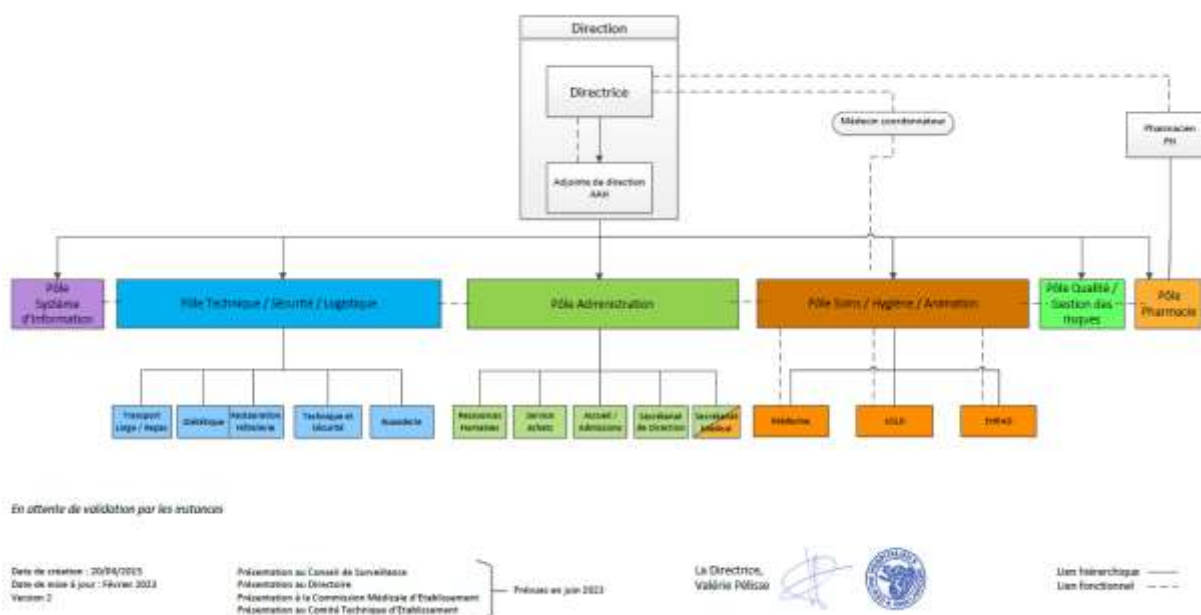 Direction
Directrice
Médecin coordonnateur
Pharmacien
PH
Adjointe de direction
AAH
Pôle
Système
d'Information
Pôle Technique / Sécurité / Logistique
Pôle Administration
Pôle Soins / Hygiène / Animation
Pôle Qualité /
Gestion des
risques
Pôle
Pharmacie
Transport
Linge / Repas
Diététique
Restauration
Hôtellerie
Technique et
Sécurité
Buanderie
Ressources
Humaines
Service
Achats
Accueil /
Admissions
Secrétariat
de Direction
Secrétariat
Médical
Médecine
USLD
EHPAD
En attente de validation par les instances
Date de création :
Date de mise à jour : Février 2023
Version 2
Présentation au Conseil de Surveillance
Présentation au Directoire
Présentation à la Commission Médicale d'Etablissement
Présentation au Comité Technique d'Etablissement
Prévues en juin 2023
La Directrice,
Valérie Pélisse
Lien hiérarchique
Lien fonctionnel